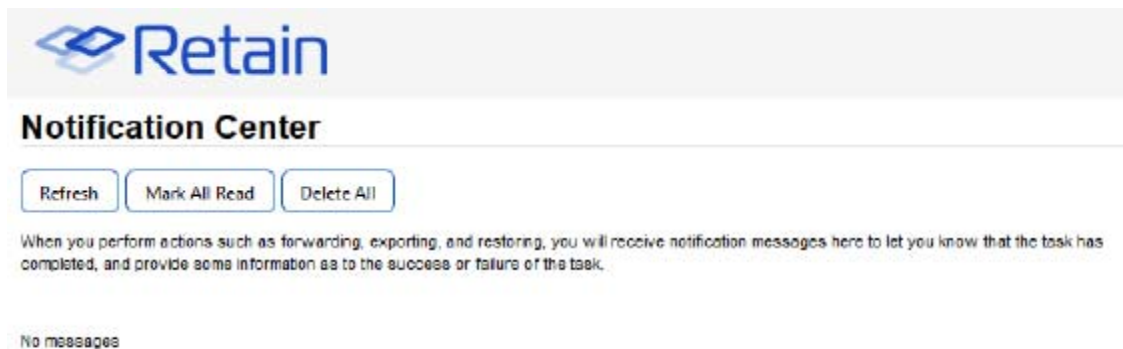 Retain
Notification Center
Refresh Mark All Read Delete All
When you perform actions such as forwarding, exporting, and restoring, you will receive notification messages here to let you know that the task has
completed, and provide some information as to the success or failure of the task.
No messages